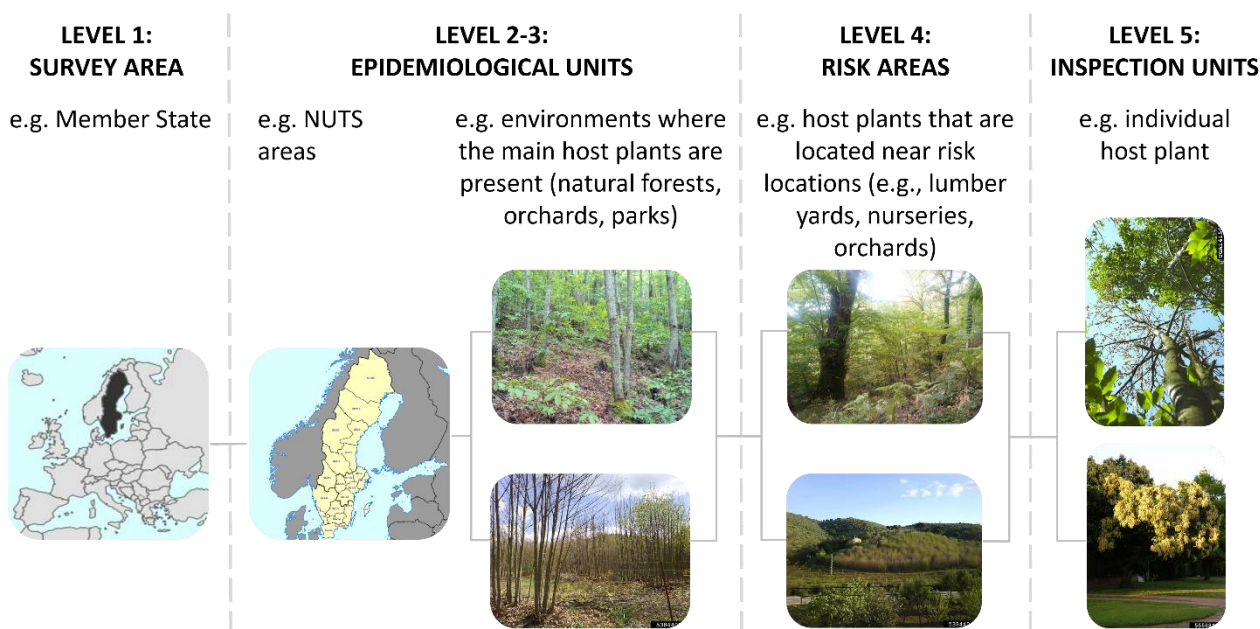 LEVEL 1:
SURVEY AREA
e.g. Member State
LEVEL 2-3:
EPIDEMIOLOGICAL UNITS
e.g. NUTS
areas
e.g. environments where
the main host plants are
present (natural forests,
orchards, parks)
LEVEL 4:
RISK AREAS
e.g. host plants that are
located near risk
locations (e.g., lumber
yards, nurseries,
orchards)
LEVEL 5:
INSPECTION UNITS
e.g. individual
host plant